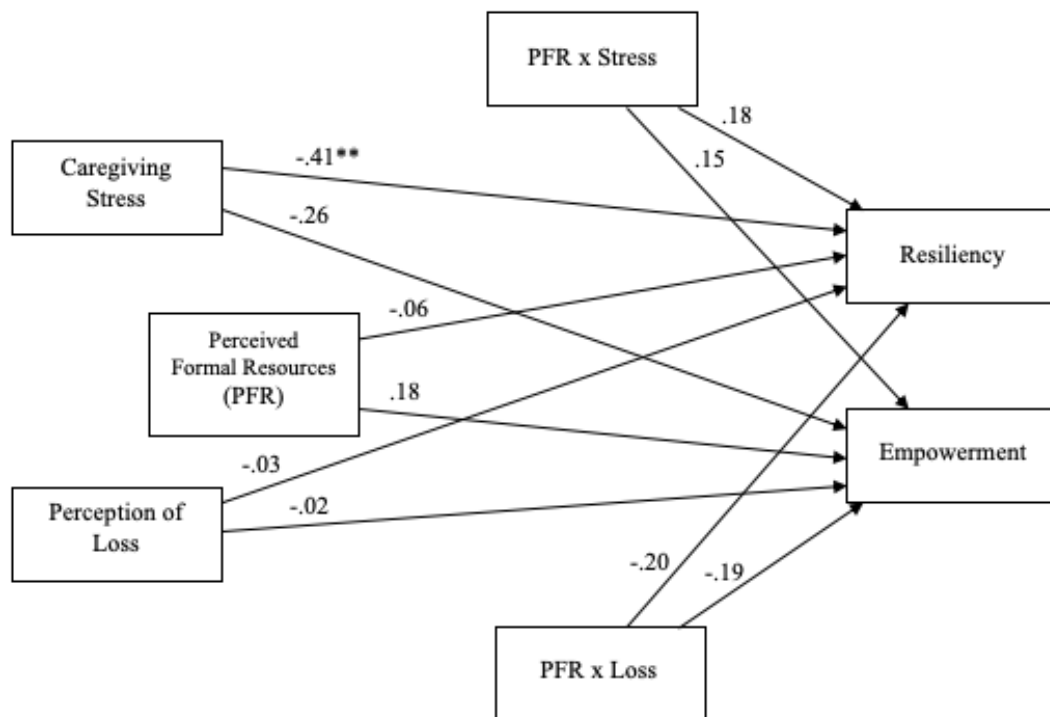 PFR x Stress
.18
.15
Caregiving
Stress
-.41**
-.26
Resiliency
Perceived
Formal Resources
(PFR)
-.06
.18
Empowerment
Perception of
Loss
-.03
-.02
-.20
-.19
PFR x Loss